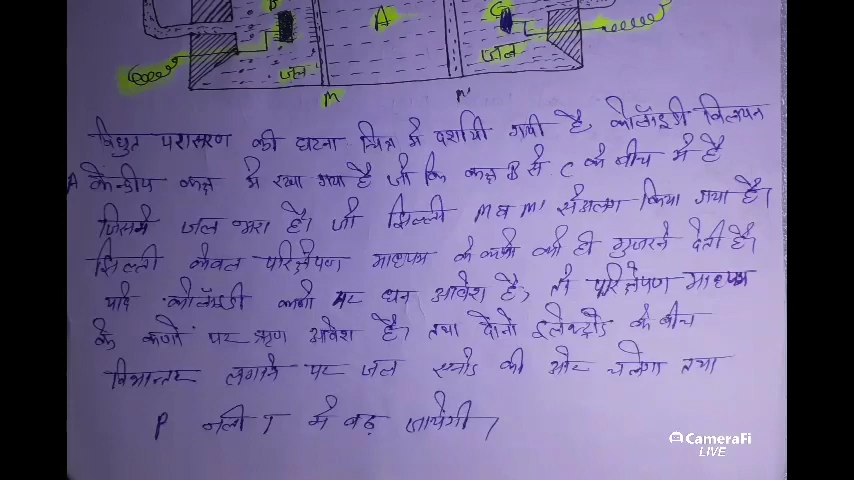 B
A
C
जल
जल
M
M'
विधुत परासरण की घटना चित्र मे दर्शायी गयी है, कोलॉइडी विलयन
A केन्द्रीय कक्ष मे रखा गया है जो कि कक्ष B से C के बीच मे है
जिसमे जल भरा है। जो झिल्ली M व M' से अलग किया गया है।
झिल्ली केवल परिक्षेपण माध्यम के कणो को ही गुजरने देती है।
यदि कोलॉइडी कणो पर धन आवेश है, तो परिक्षेपण माध्यम
के कणों पर ऋण आवेश है, तथा दोनो इलेक्ट्रोड के बीच
विभान्तर लगाने पर जल एनोड की ओर चलेगा तथा
P नली T मे बढ़ जायेगी,
CameraFi
LIVE